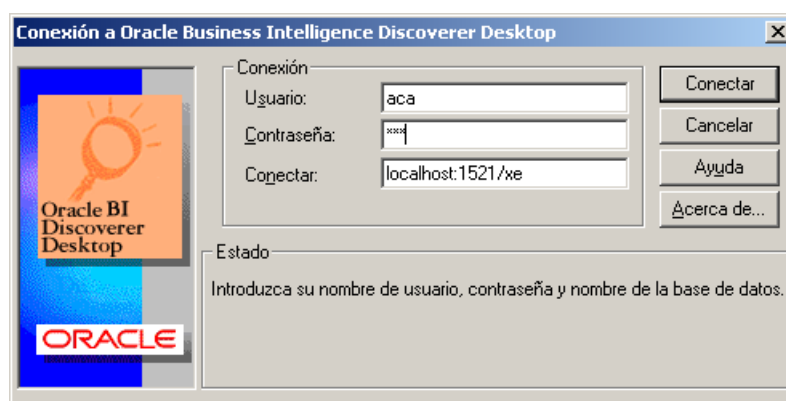 Conexión a Oracle Business Intelligence Discoverer Desktop
Conexión
Usuario:
aca
Contraseña:
***
Conectar:
localhost:1521/xe
Conectar
Cancelar
Ayuda
Acerca de...
Oracle BI
Discoverer
Desktop
ORACLE
Estado
Introduzca su nombre de usuario, contraseña y nombre de la base de datos.